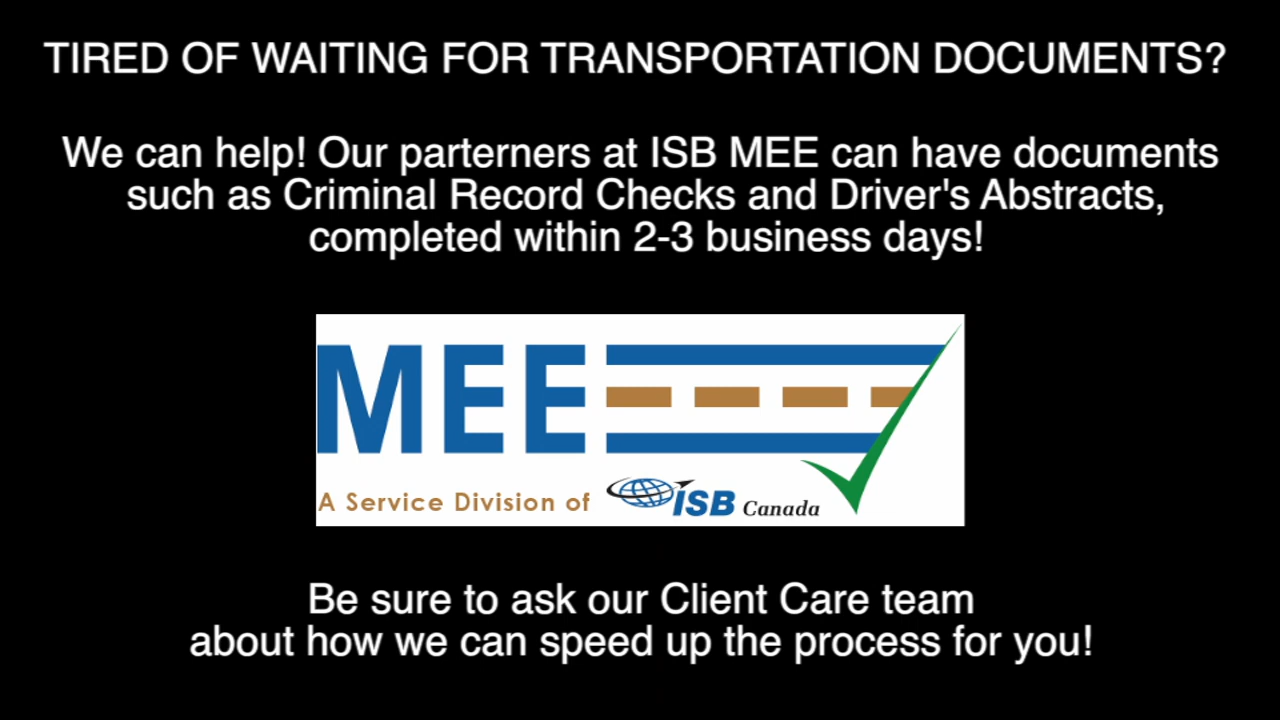 TIRED OF WAITING FOR TRANSPORTATION DOCUMENTS?
We can help! Our parterners at ISB MEE can have documents
such as Criminal Record Checks and Driver's Abstracts,
completed within 2-3 business days!
MEE
A Service Division of ISB Canada
Be sure to ask our Client Care team
about how we can speed up the process for you!